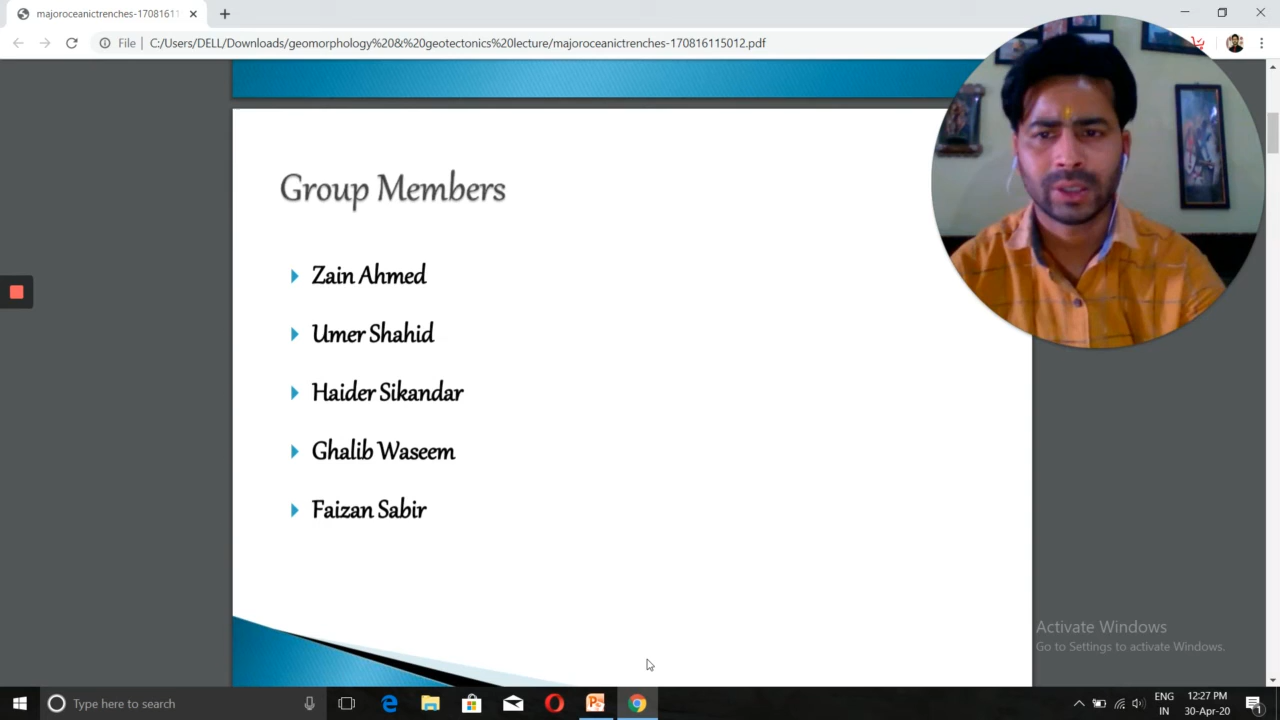 majoroceanictrenches-1708161
File
C:/Users/DELL/Downloads/geomorphology%20&%20geotectonics%20lecture/majoroceanictrenches-170816115012.pdf
Group Members
Zain Ahmed
Umer Shahid
Haider Sikandar
Ghalib Waseem
Faizan Sabir
Activate Windows
Go to Settings to activate Windows.
Type here to search
ENG
IN
12:27 PM
30-Apr-20
1